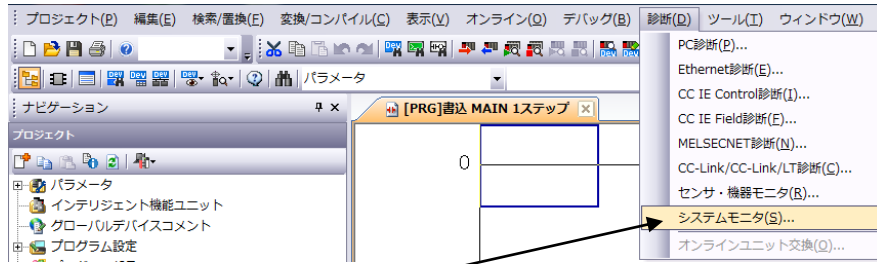 プロジェクト(P) 編集(E) 検索/置換(F) 変換/コンパイル(C) 表示(V) オンライン(O) デバッグ(B) 診断(D) ツール(T) ウィンドウ(W)
パラメータ
ナビゲーション
プロジェクト
パラメータ
インテリジェント機能ユニット
グローバルデバイスコメント
プログラム設定
[PRG]書込 MAIN 1ステップ
0
PC診断(P)...
Ethernet診断(E)...
CC IE Control診断(I)...
CC IE Field診断(F)...
MELSECNET診断(N)...
CC-Link/CC-Link/LT診断(C)...
センサ・機器モニタ(R)...
システムモニタ(S)...
オンラインユニット交換(O)...